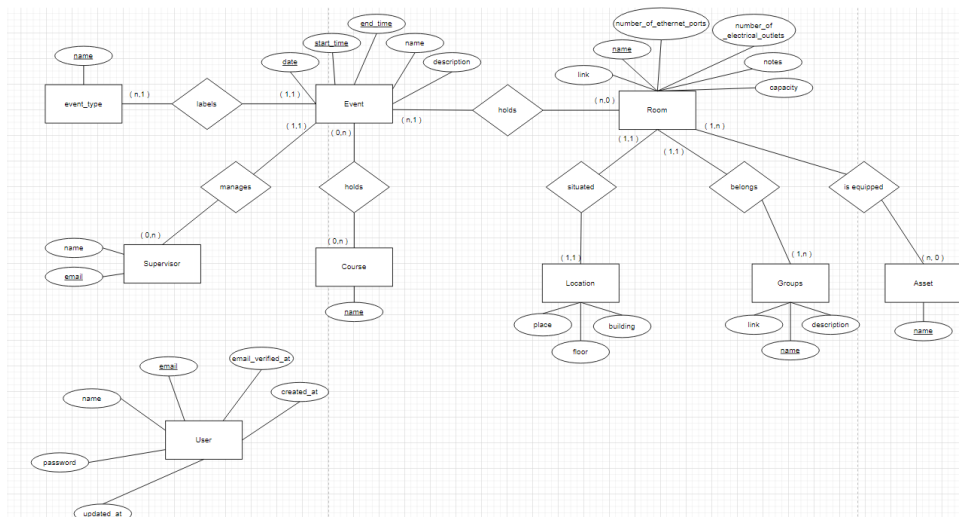 end_time
number_of_ethernet_ports
number_of
_electrical_outlets
start_time
name
name
name
date
description
notes
link
capacity
event_type
( n,1 )
labels
( 1,1 )
Event
( n,1 )
holds
( n,0 )
Room
( 1,1 )
( 0,n )
( 1,1 )
( 1,1 )
( 1,n )
manages
holds
situated
belongs
is equipped
( 0,n )
( 0,n )
( 1,1 )
( 1,n )
( n, 0 )
name
email
Supervisor
Course
name
Location
place
building
floor
Groups
link
description
name
Asset
name
email
email_verified_at
name
created_at
User
password
updated_at